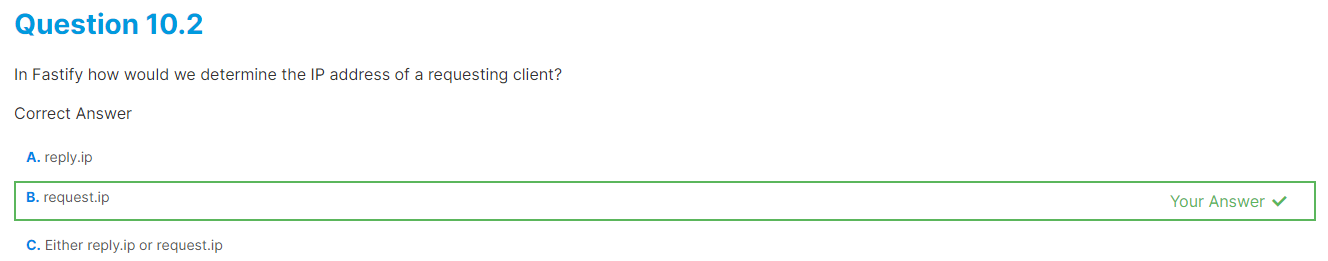 Question 10.2
In Fastify how would we determine the IP address of a requesting client?
Correct Answer
A. reply.ip
B. request.ip
Your Answer ✔
C. Either reply.ip or request.ip